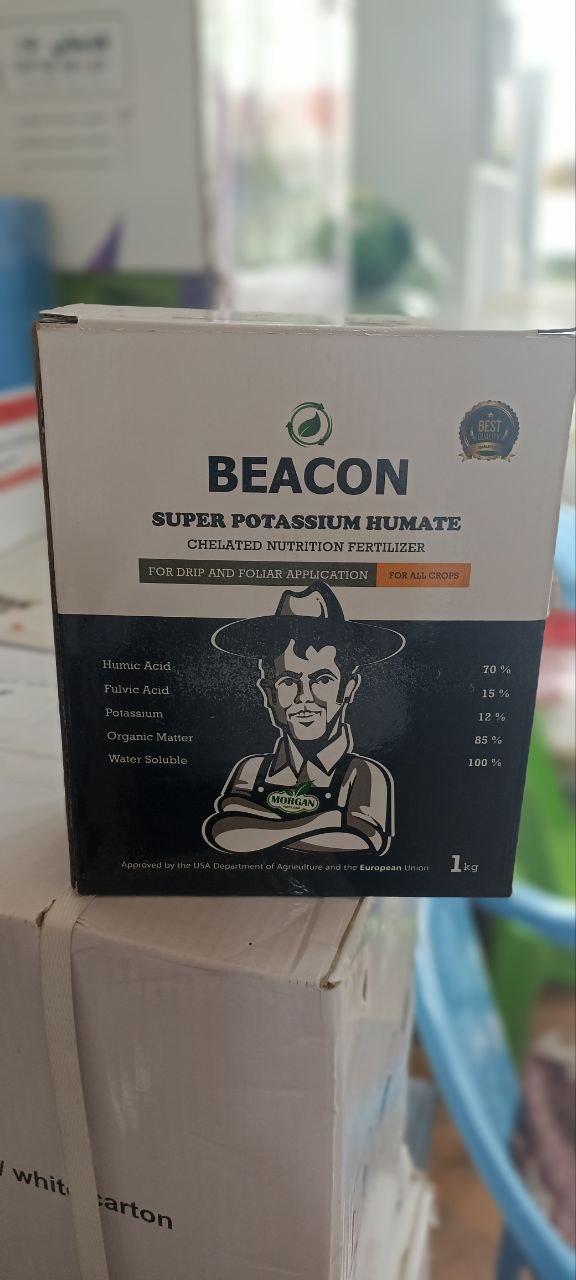 BEST
QUALITY
BEACON
SUPER POTASSIUM HUMATE
CHELATED NUTRITION FERTILIZER
FOR DRIP AND FOLIAR APPLICATION FOR ALL CROPS
Humic Acid 70 %
Fulvic Acid 15 %
Potassium 12 %
Organic Matter 85 %
Water Soluble 100 %
MORGAN
Approved by the USA Department of Agriculture and the European Union 1kg
carton